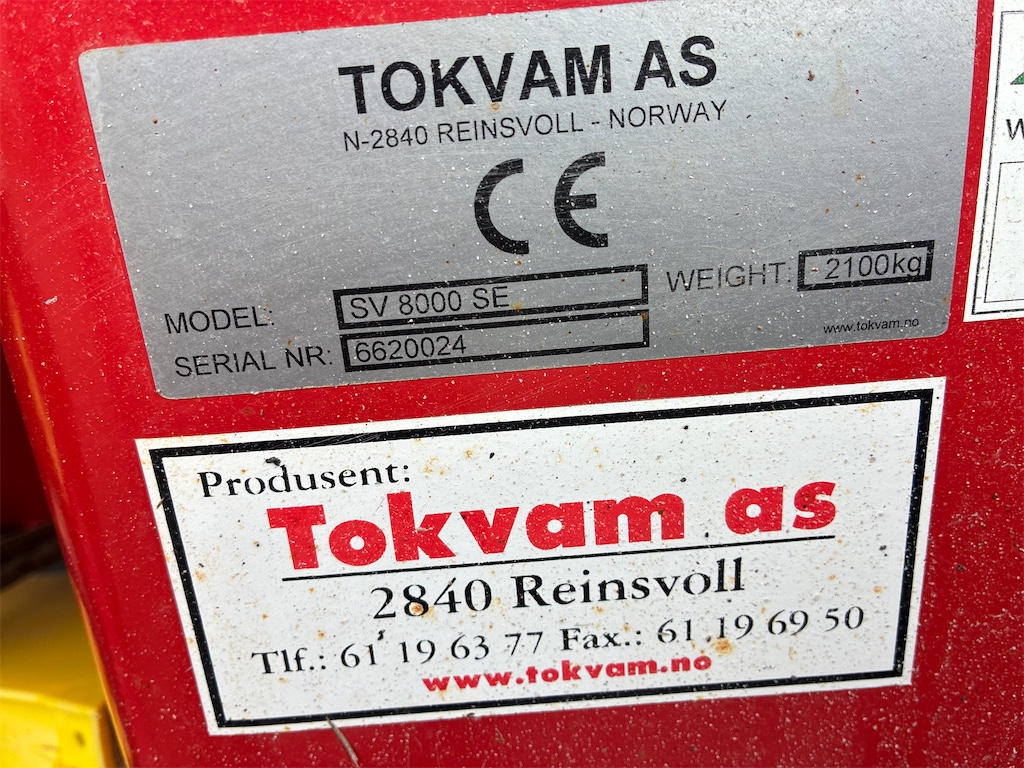 TOKVAM AS
N-2840 REINSVOLL - NORWAY
CE
MODEL: SV 8000 SE
WEIGHT: 2100kg
SERIAL NR: 6620024
www.tokvam.no
Produsent:
Tokvam as
2840 Reinsvoll
Tlf.: 61 19 63 77 Fax.: 61 19 69 50
www.tokvam.no